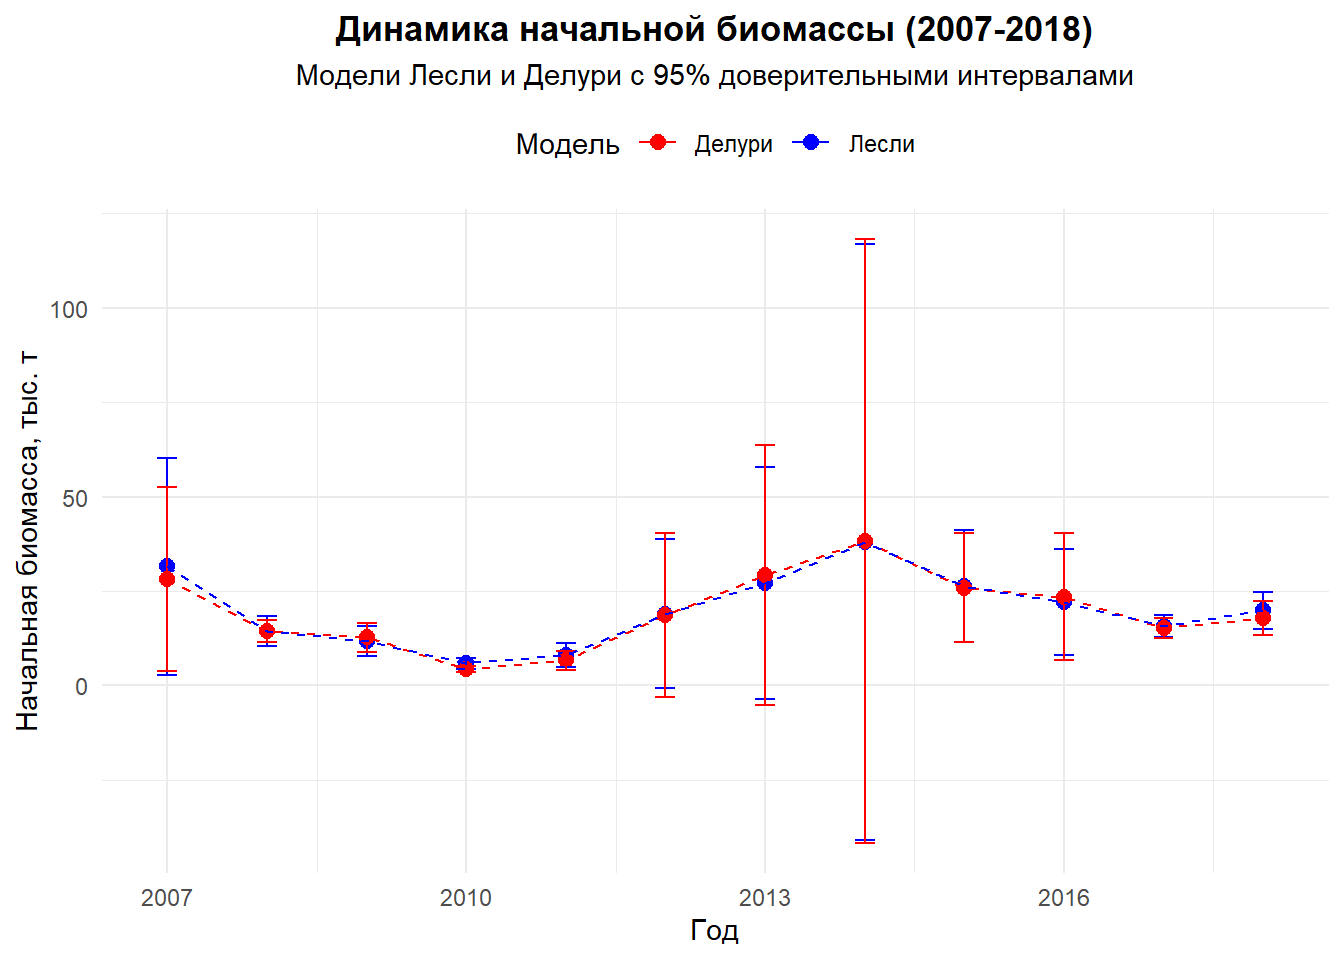 Динамика начальной биомассы (2007-2018)
Модели Лесли и Делури с 95% доверительными интервалами
Модель Делури Лесли
Начальная биомасса, тыс. т
100
50
0
2007 2010 2013 2016
Год